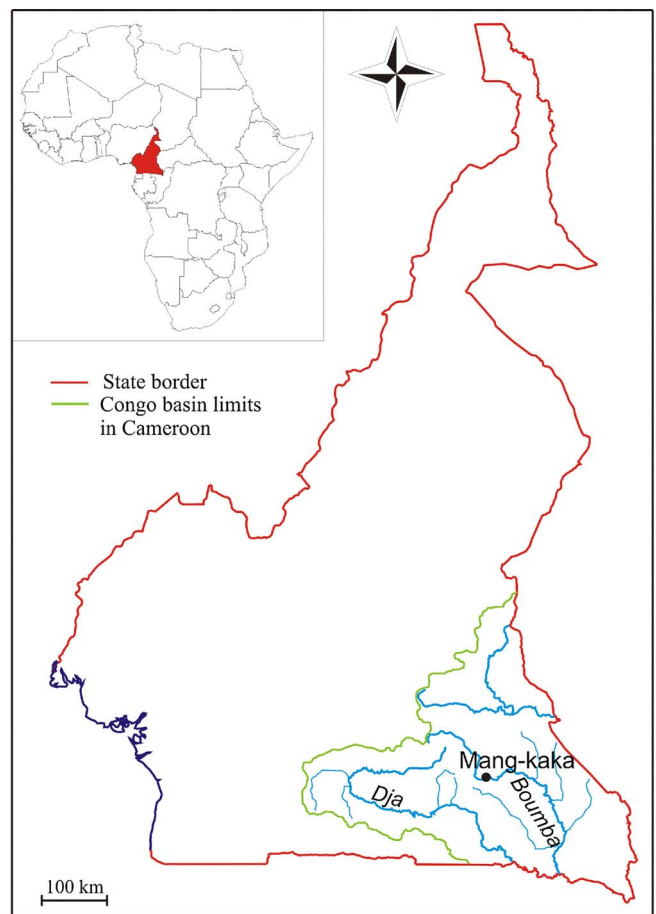 State border
Congo basin limits
in Cameroon
Mang-kaka
Dja
Boumba
100 km